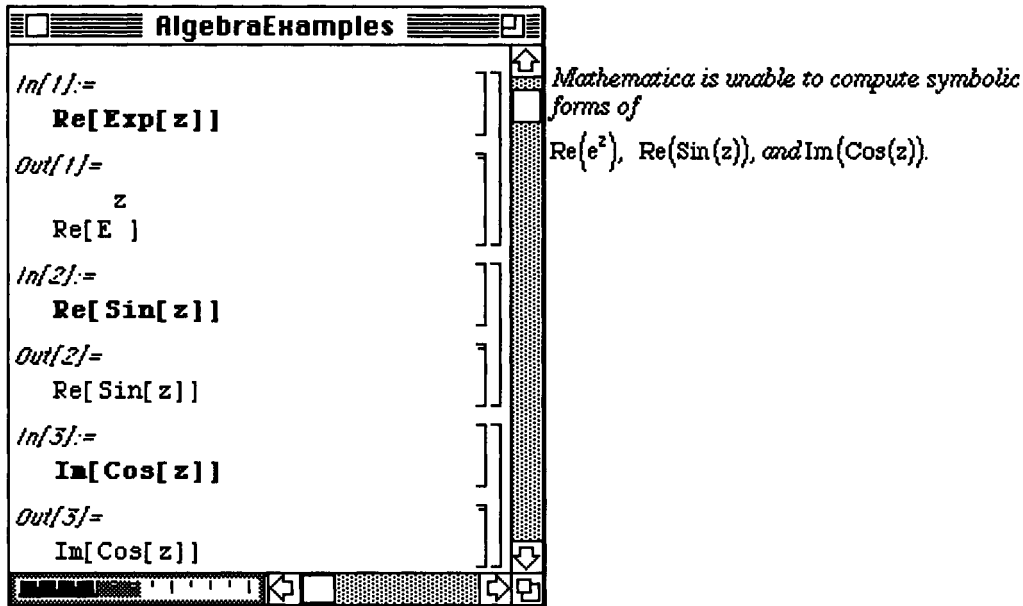 AlgebraExamples
In[1]:=
Re[Exp[z]]
Out[1]=
z
Re[E ]
In[2]:=
Re[Sin[z]]
Out[2]=
Re[Sin[z]]
In[3]:=
Im[Cos[z]]
Out[3]=
Im[Cos[z]]
Mathematica is unable to compute symbolic
forms of
Re(eᶻ), Re(Sin(z)), and Im(Cos(z)).